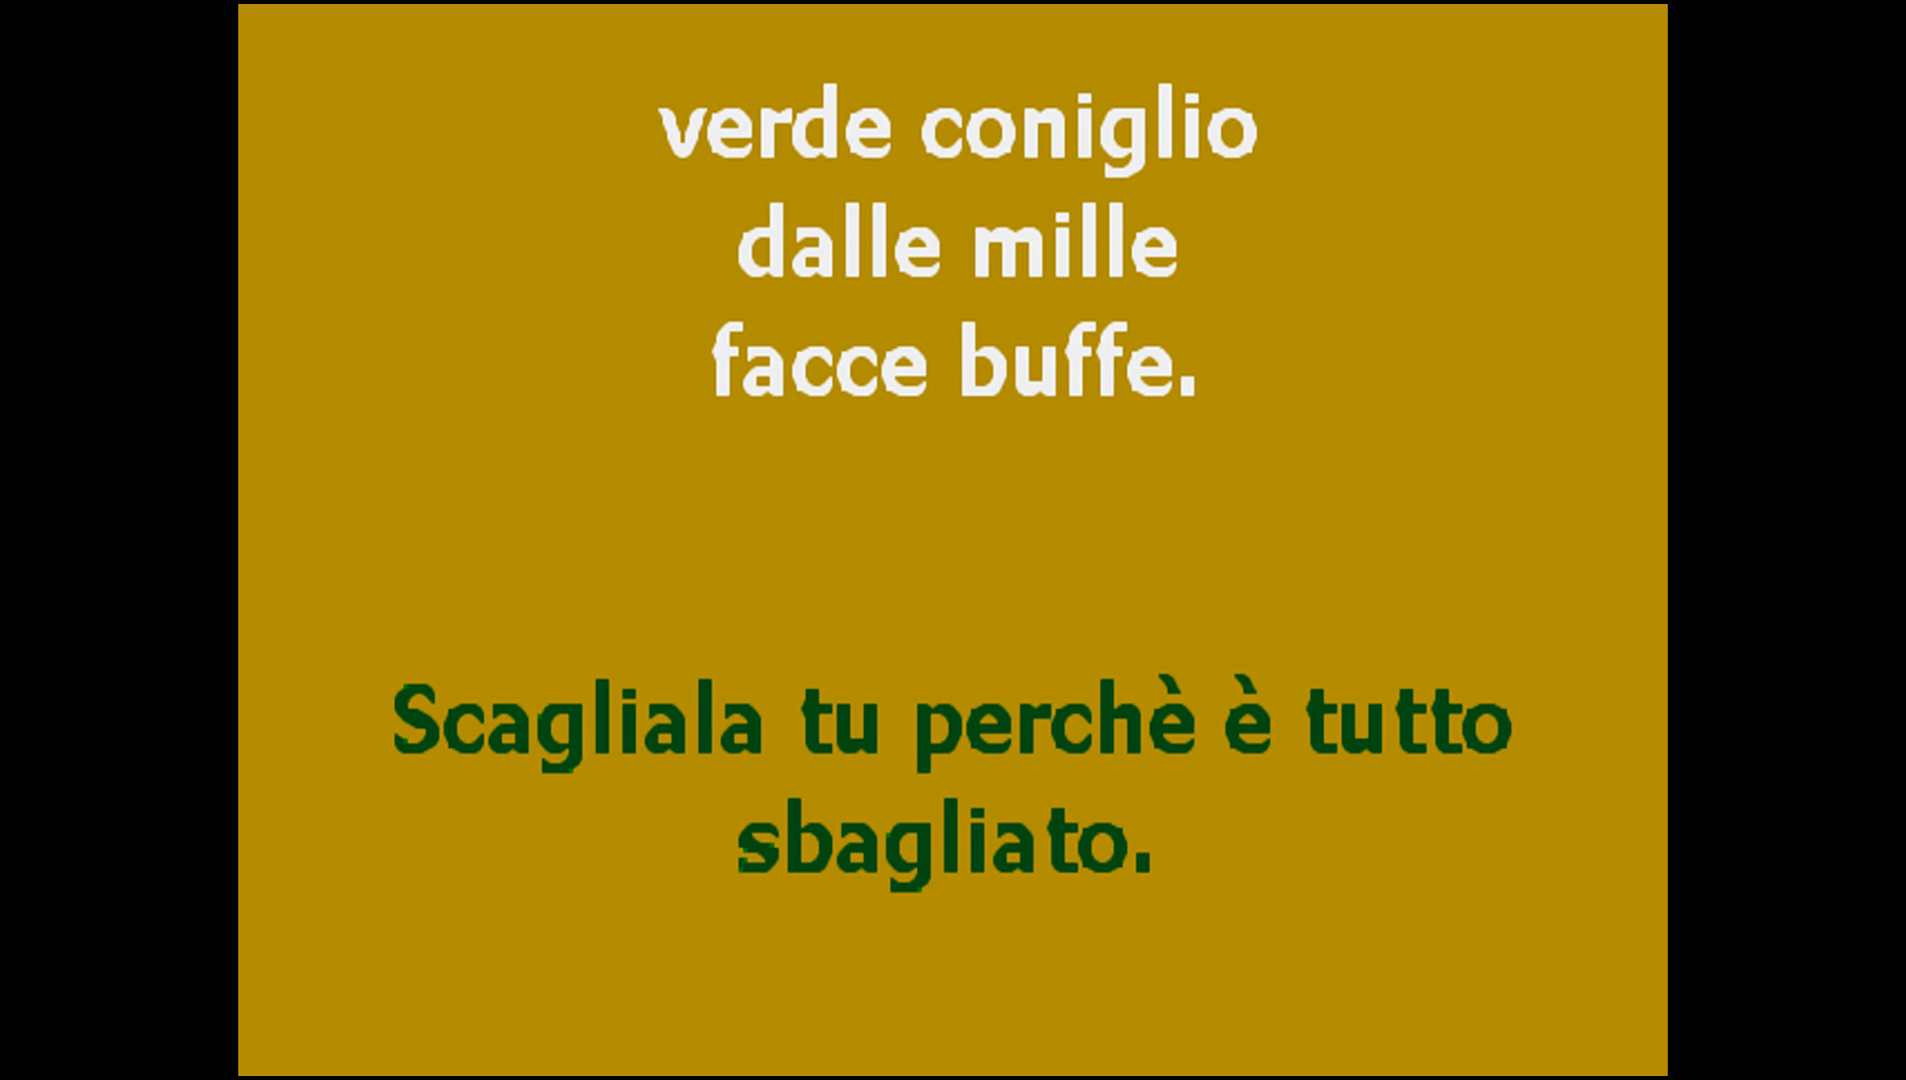 verde coniglio
dalle mille
facce buffe.
Scagliala tu perchè è tutto
sbagliato.